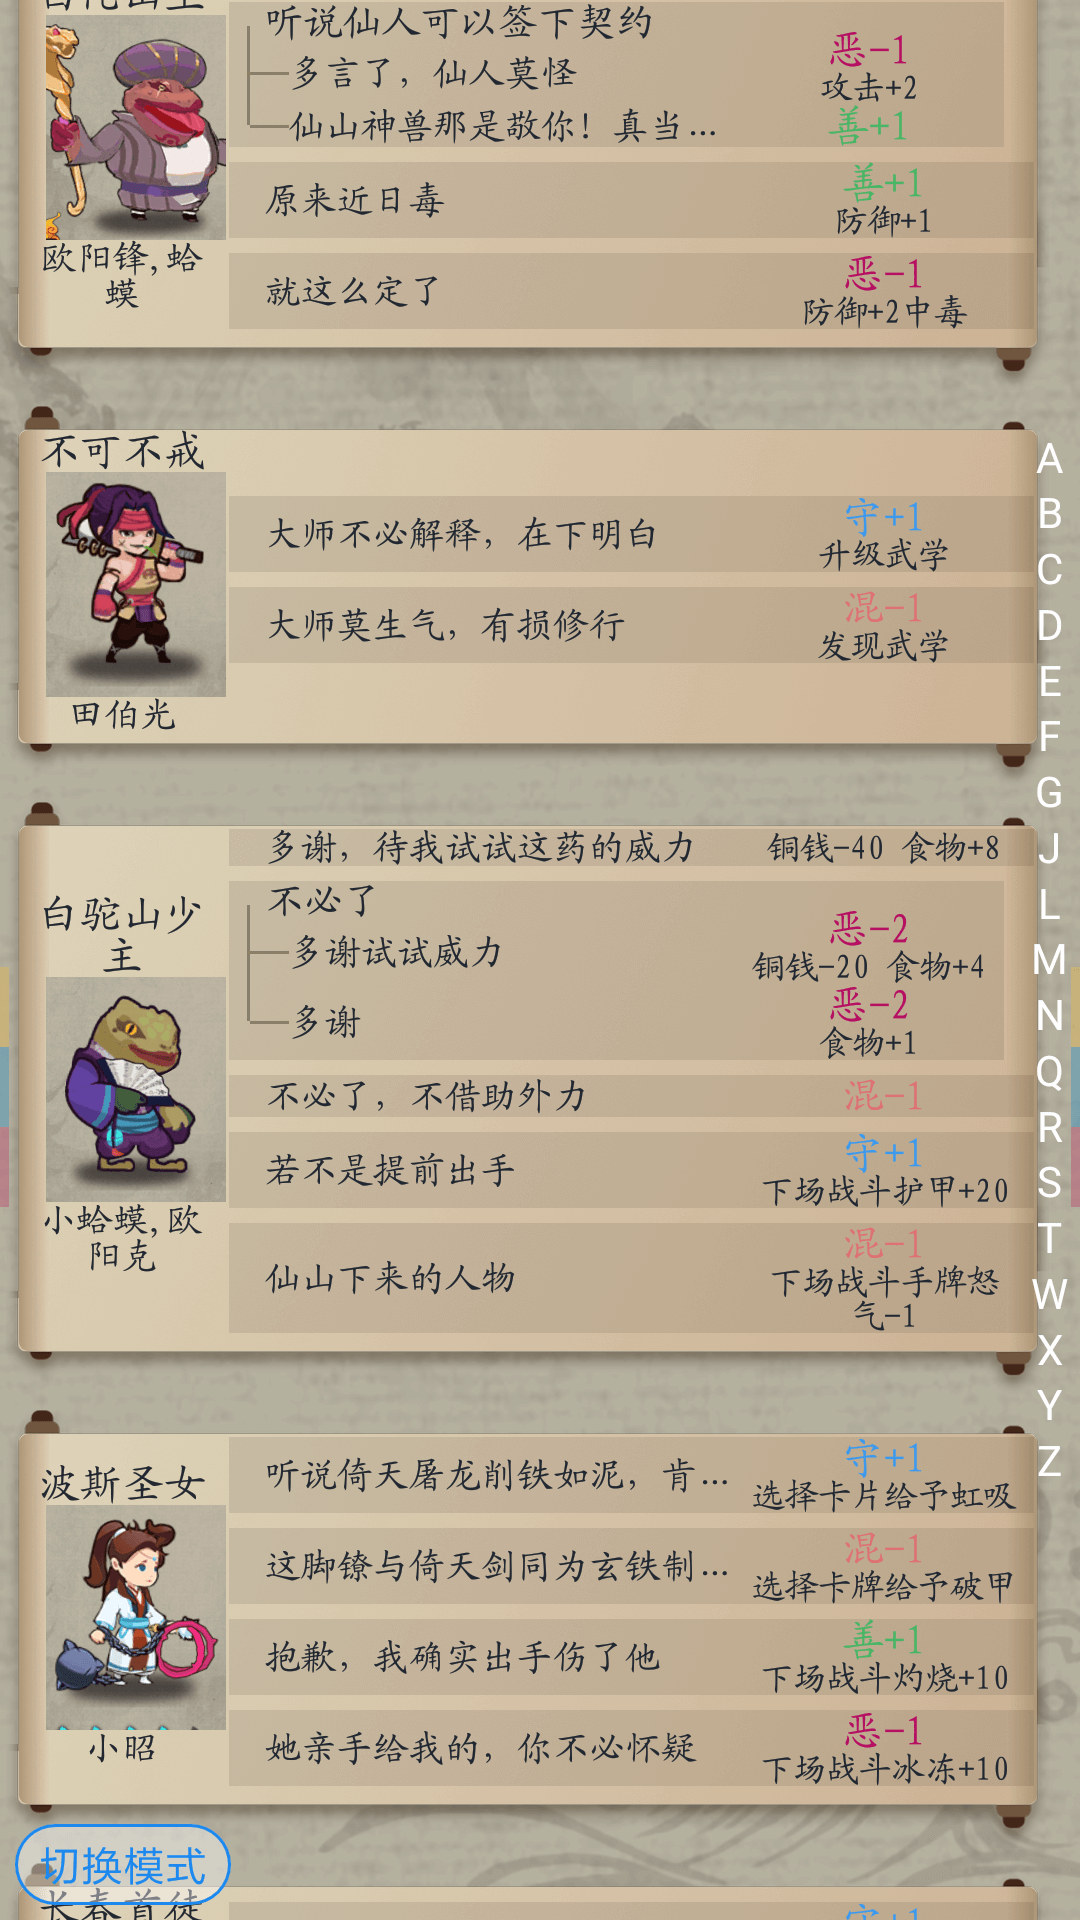 听说仙人可以签下契约
多言了，仙人莫怪
恶-1
攻击+2
仙山神兽那是敬你！真当...
善+1
原来近日毒
善+1
防御+1
就这么定了
恶-1
防御+2中毒
欧阳锋,蛤
蟆
不可不戒
大师不必解释，在下明白
守+1
升级武学
大师莫生气，有损修行
混-1
发现武学
田伯光
白驼山少
主
多谢，待我试试这药的威力
铜钱-40 食物+8
不必了
多谢试试威力
恶-2
铜钱-20 食物+4
多谢
恶-2
食物+1
不必了，不借助外力
混-1
若不是提前出手
守+1
下场战斗护甲+20
仙山下来的人物
混-1
下场战斗手牌怒
气-1
小蛤蟆,欧
阳克
波斯圣女
听说倚天屠龙削铁如泥，肯...
守+1
选择卡片给予虹吸
这脚镣与倚天剑同为玄铁制...
混-1
选择卡牌给予破甲
抱歉，我确实出手伤了他
善+1
下场战斗灼烧+10
她亲手给我的，你不必怀疑
恶-1
下场战斗冰冻+10
小昭
A
B
C
D
E
F
G
J
L
M
N
Q
R
S
T
W
X
Y
Z
切换模式
长春首徒
守+1